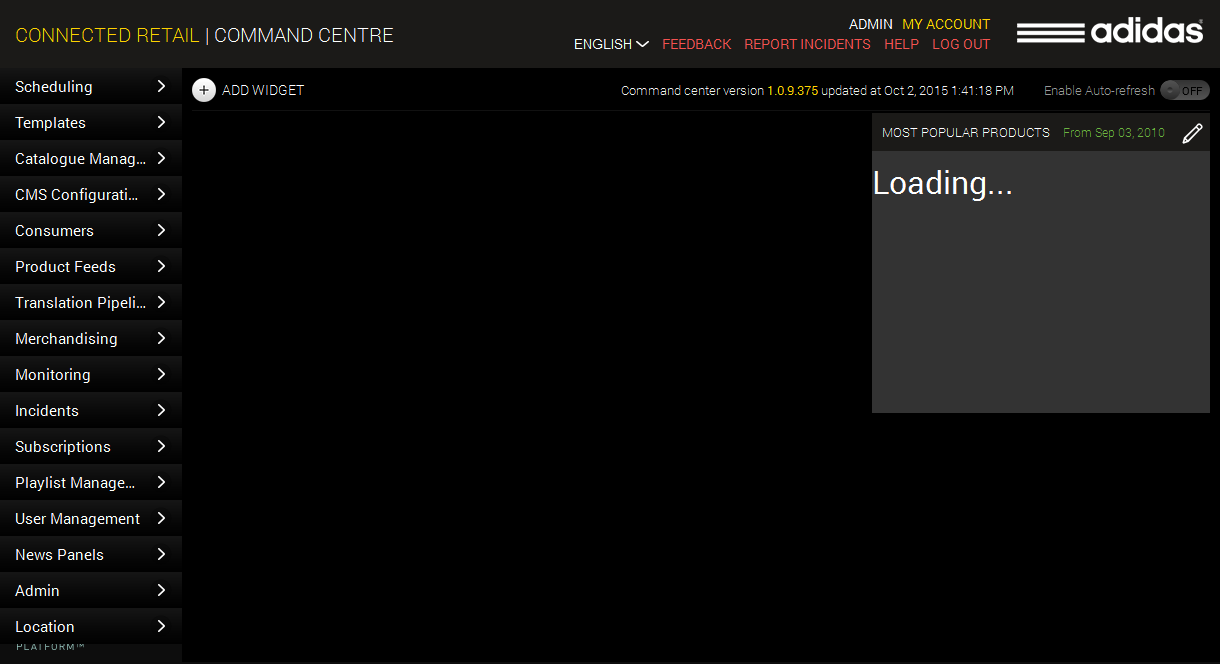 CONNECTED RETAIL | COMMAND CENTRE
ADMIN MY ACCOUNT
ENGLISH FEEDBACK REPORT INCIDENTS HELP LOG OUT
adidas
Scheduling
Templates
Catalogue Manag...
CMS Configurati...
Consumers
Product Feeds
Translation Pipeli...
Merchandising
Monitoring
Incidents
Subscriptions
Playlist Manage...
User Management
News Panels
Admin
Location
PLATFORM™
ADD WIDGET
Command center version 1.0.9.375 updated at Oct 2, 2015 1:41:18 PM
Enable Auto-refresh OFF
MOST POPULAR PRODUCTS From Sep 03, 2010
Loading...